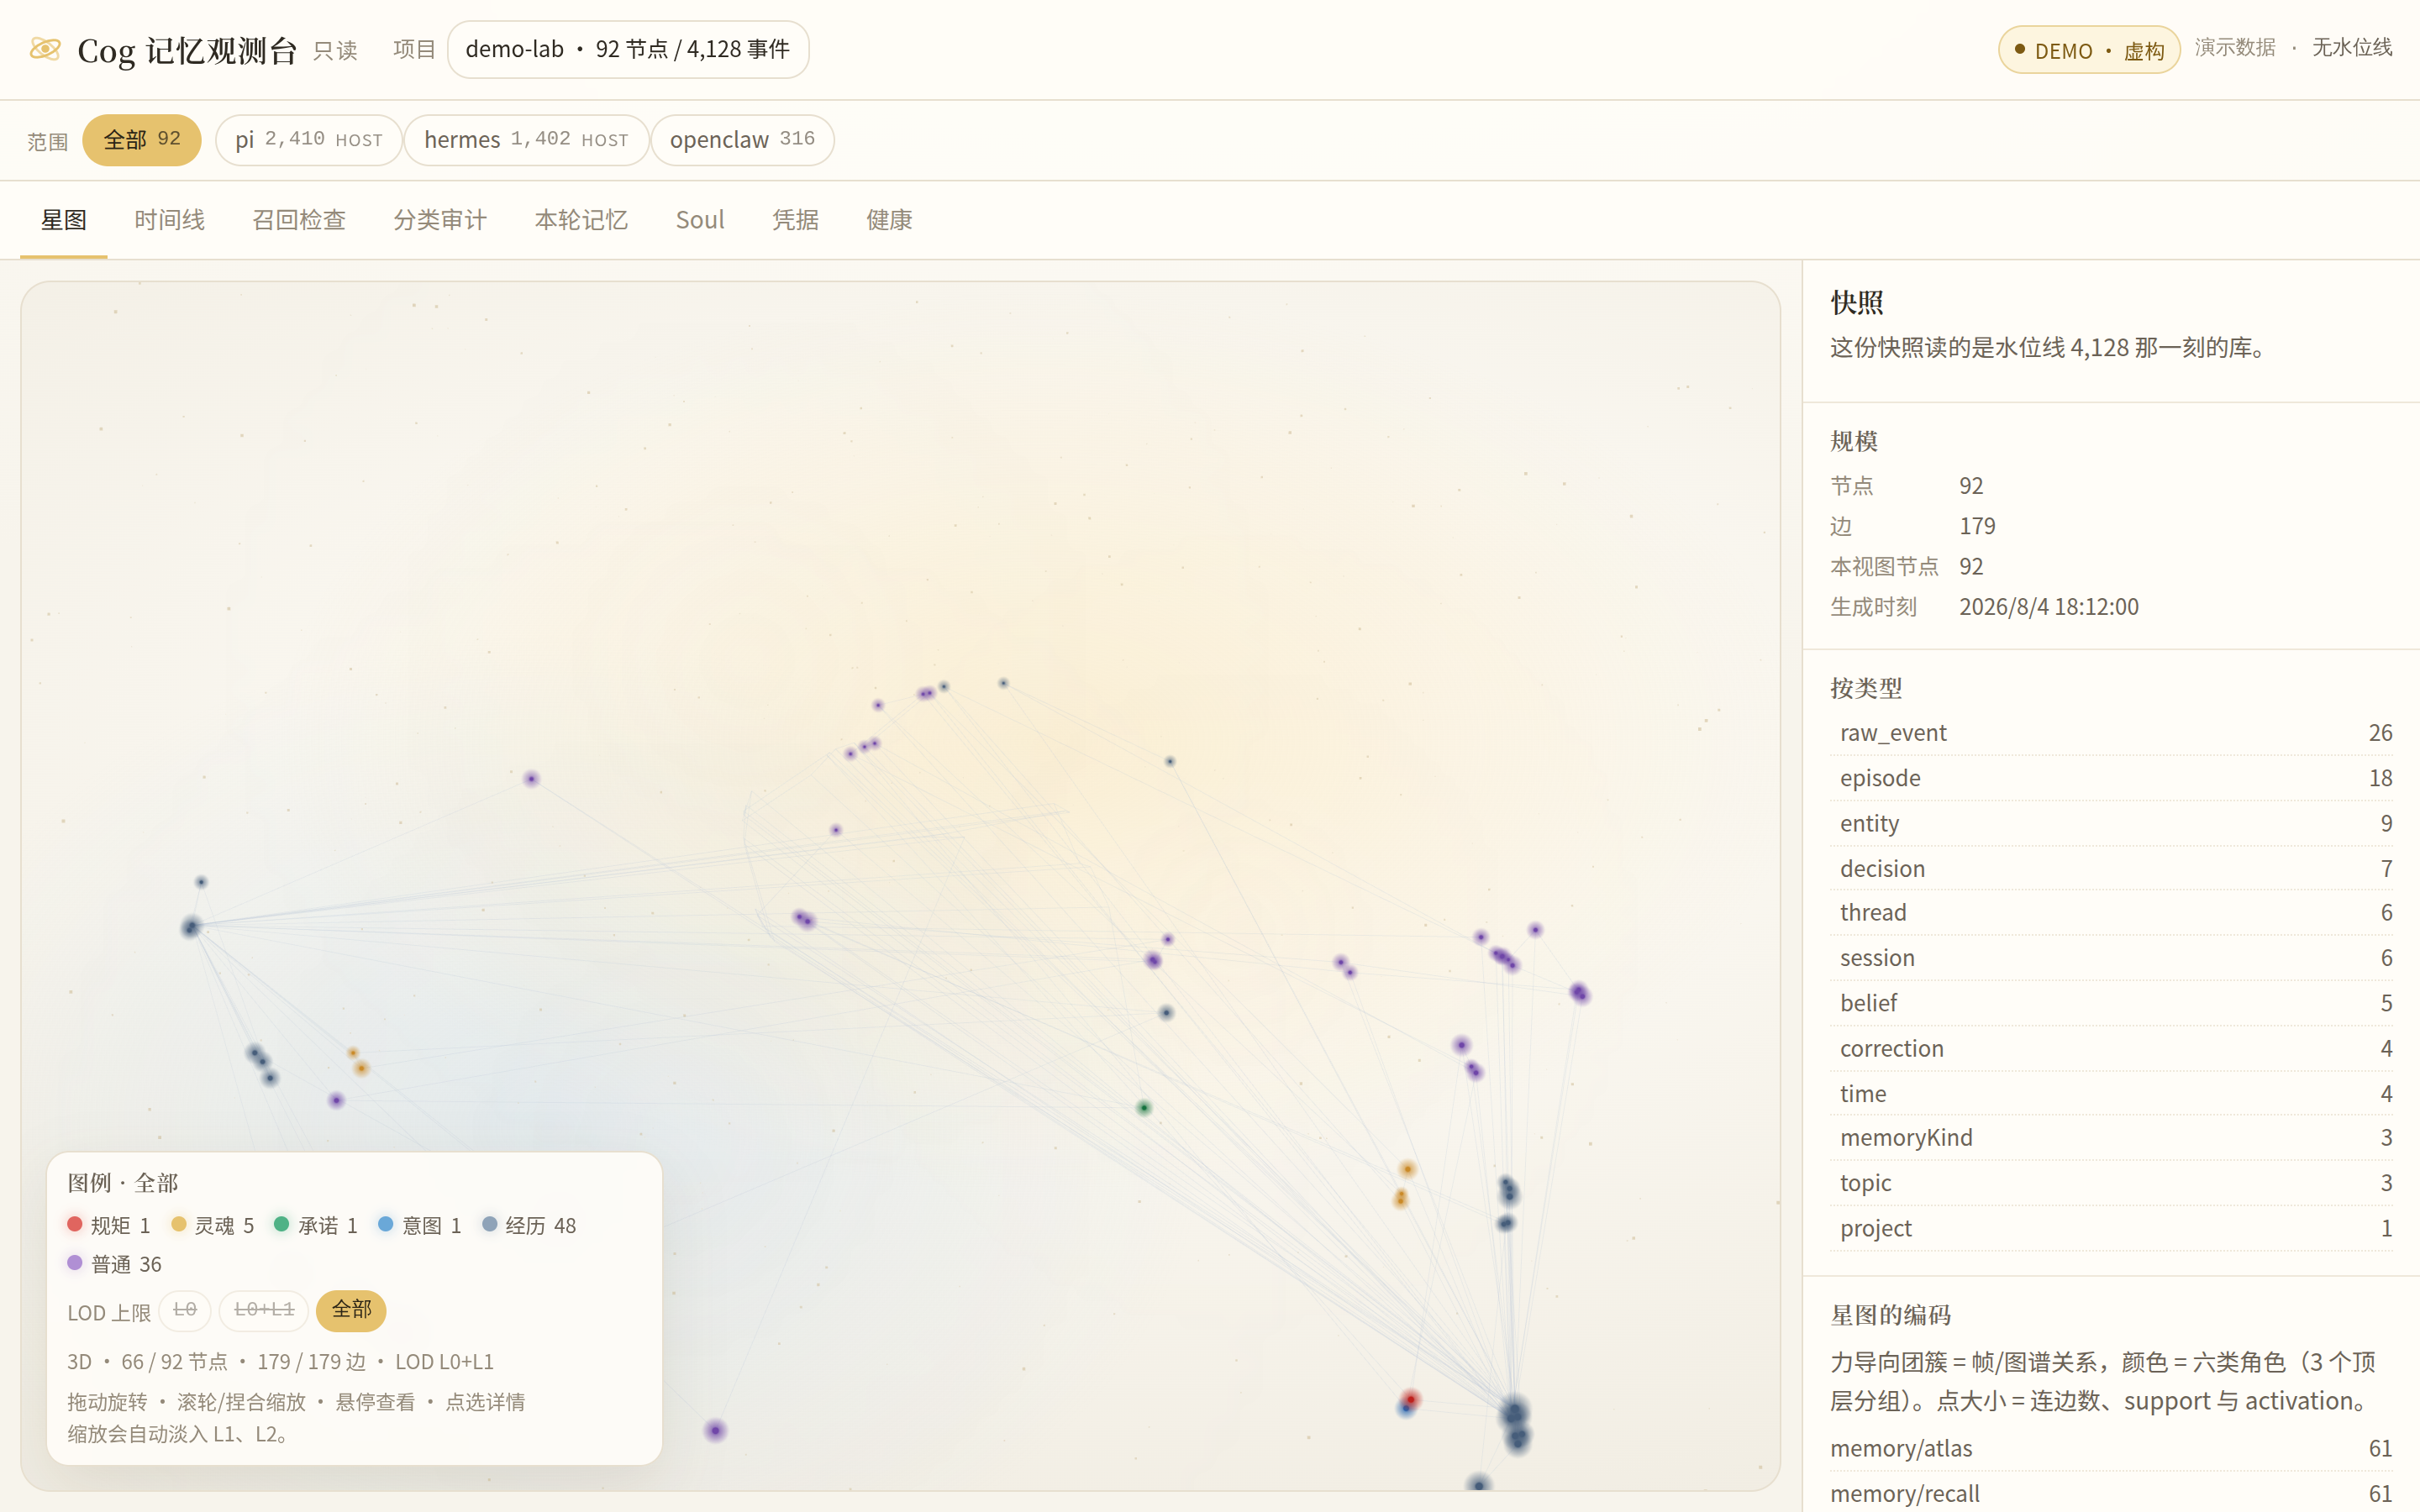 Cog 记忆观测台 只读 项目 demo-lab · 92 节点 / 4,128 事件
DEMO · 虚构 演示数据 · 无水位线
范围 全部 92 pi 2,410 HOST hermes 1,402 HOST openclaw 316
星图 时间线 召回检查 分类审计 本轮记忆 Soul 凭据 健康
图例 · 全部
规矩 1 灵魂 5 承诺 1 意图 1 经历 48
普通 36
LOD 上限 L0 L0+L1 全部
3D · 66 / 92 节点 · 179 / 179 边 · LOD L0+L1
拖动旋转 · 滚轮/捏合缩放 · 悬停查看 · 点选详情
缩放会自动淡入 L1、L2。
快照
这份快照读的是水位线 4,128 那一刻的库。
规模
节点 92
边 179
本视图节点 92
生成时刻 2026/8/4 18:12:00
按类型
raw_event 26
episode 18
entity 9
decision 7
thread 6
session 6
belief 5
correction 4
time 4
memoryKind 3
topic 3
project 1
星图的编码
力导向团簇 = 帧/图谱关系，颜色 = 六类角色（3 个顶
层分组）。点大小 = 连边数、support 与 activation。
memory/atlas 61
memory/recall 61